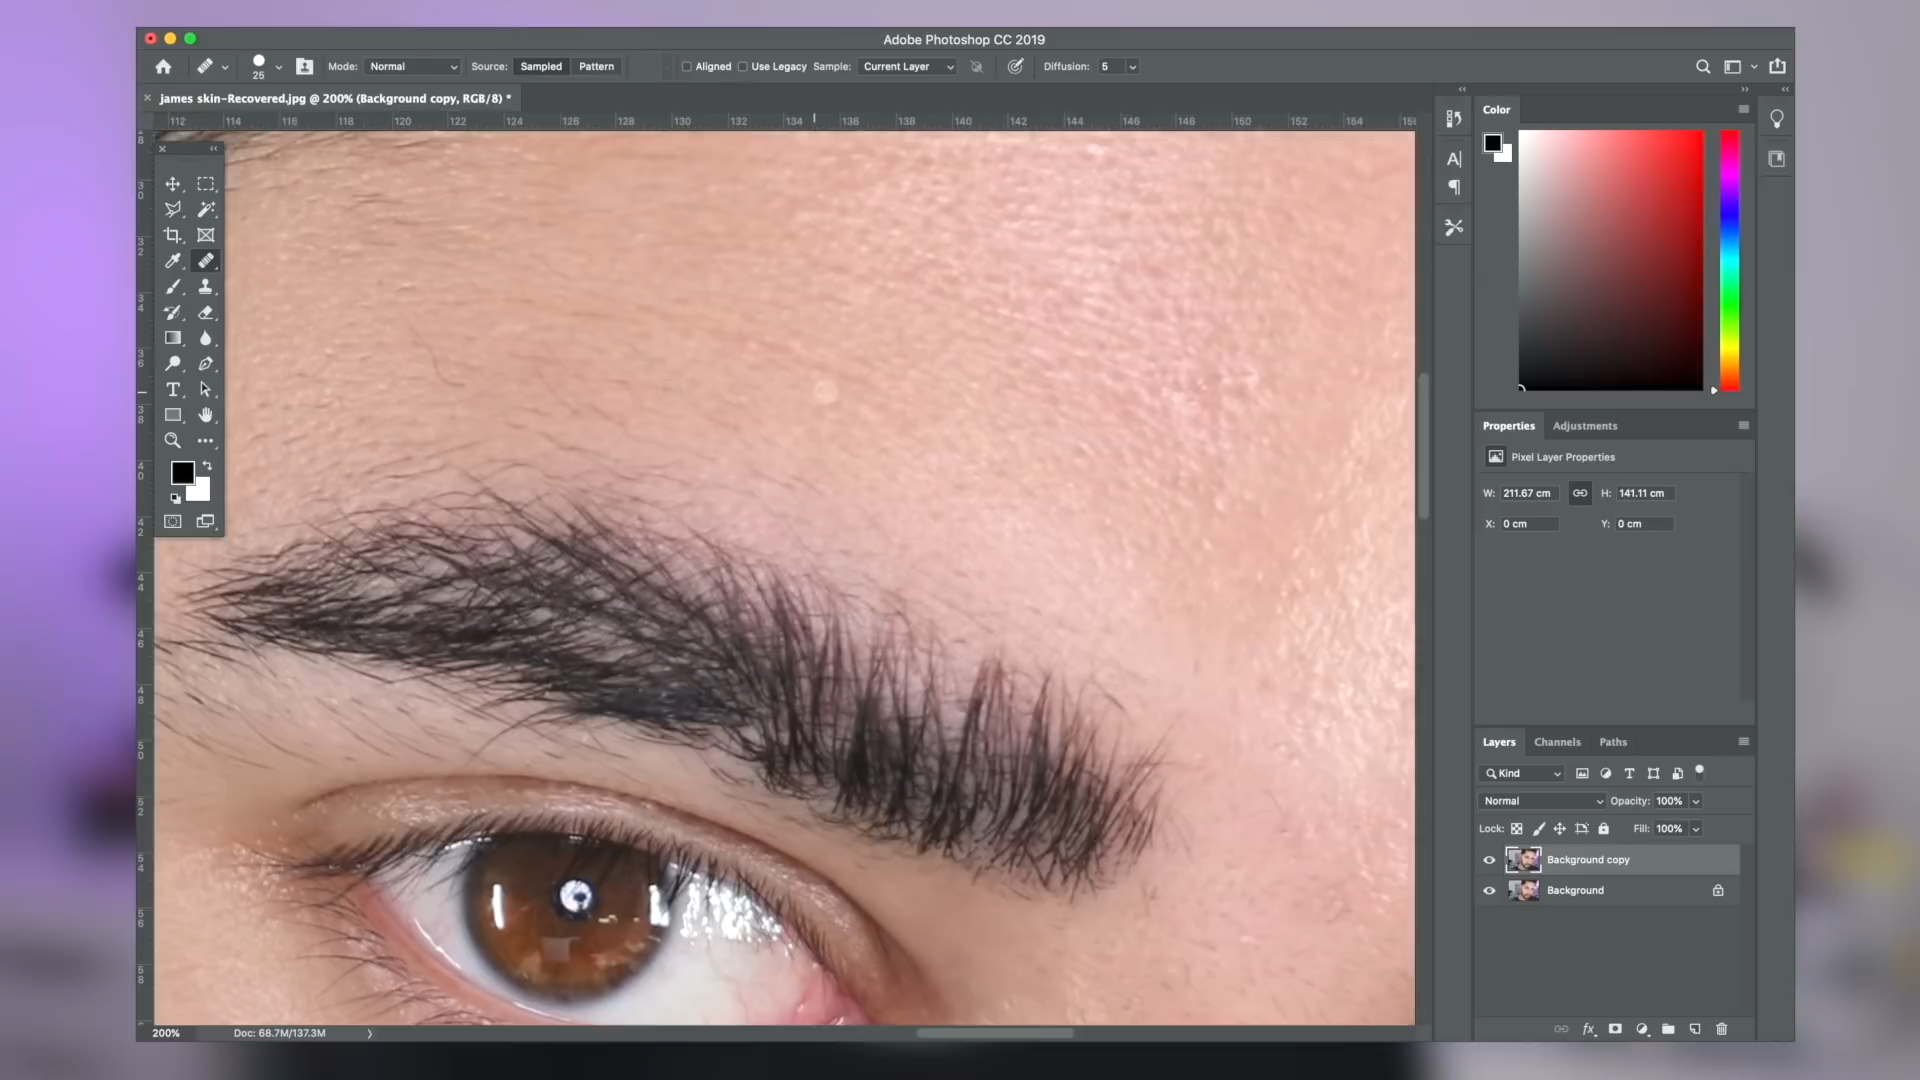 Adobe Photoshop CC 2019
25 Mode: Normal Source: Sampled Pattern Aligned Use Legacy Sample: Current Layer Diffusion: 5
james skin-Recovered.jpg @ 200% (Background copy, RGB/8) *
112 114 116 118 120 122 124 126 128 130 132 134 136 138 140 142 144 146 148 150 152 154
Color
Properties Adjustments
Pixel Layer Properties
W: 211.67 cm H: 141.11 cm
X: 0 cm Y: 0 cm
Layers Channels Paths
Kind
Normal Opacity: 100%
Lock: Fill: 100%
Background copy
Background
fx
200% Doc: 68.7M/137.3M